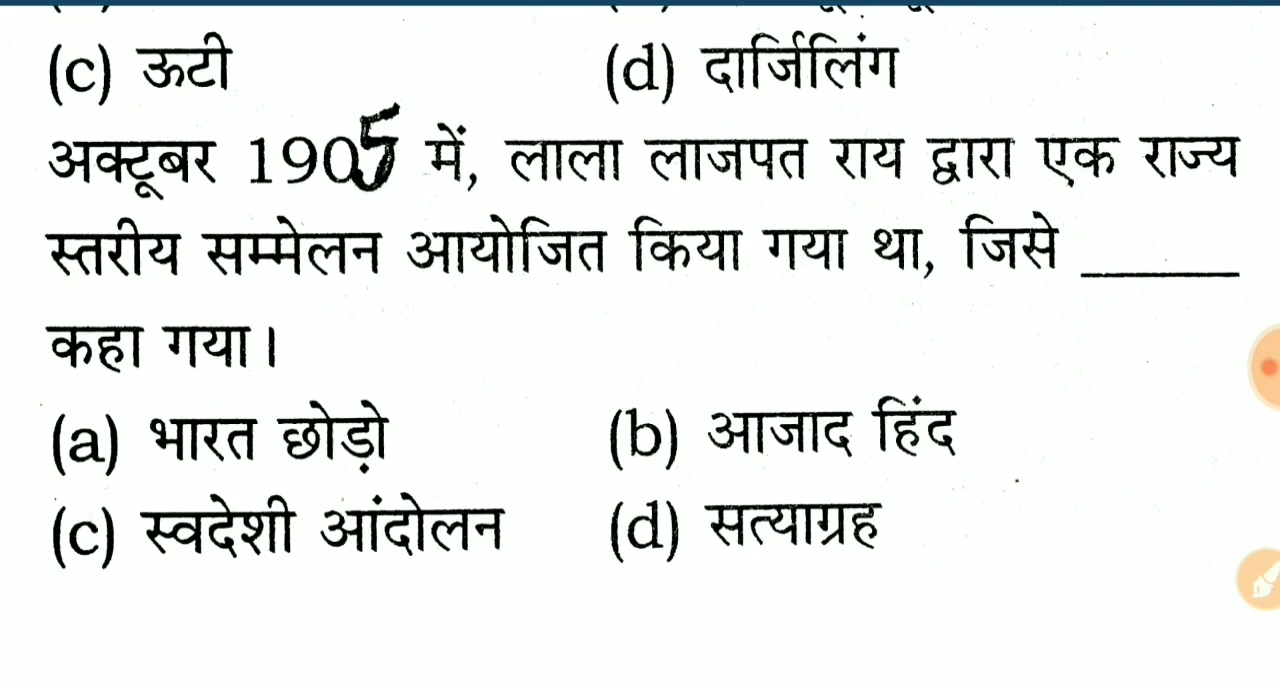 (c) ऊटी (d) दार्जिलिंग
अक्टूबर 1905 में, लाला लाजपत राय द्वारा एक राज्य
स्तरीय सम्मेलन आयोजित किया गया था, जिसे ______
कहा गया।
(a) भारत छोड़ो (b) आजाद हिंद
(c) स्वदेशी आंदोलन (d) सत्याग्रह